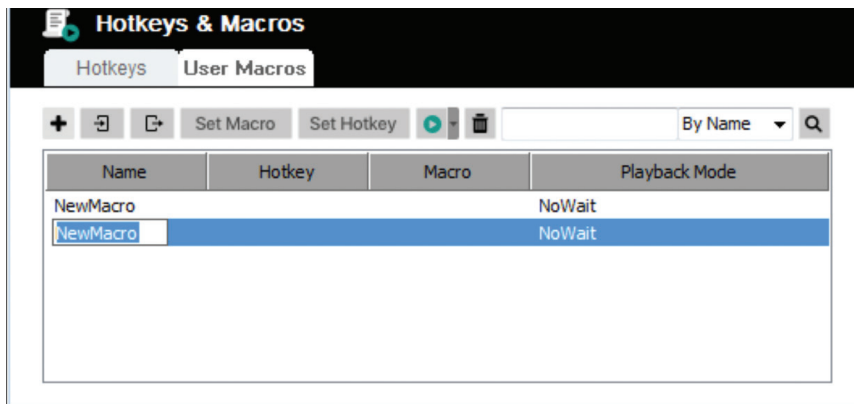 Hotkeys & Macros
Hotkeys User Macros
Set Macro Set Hotkey By Name
Name Hotkey Macro Playback Mode
NewMacro NoWait
NewMacro NoWait